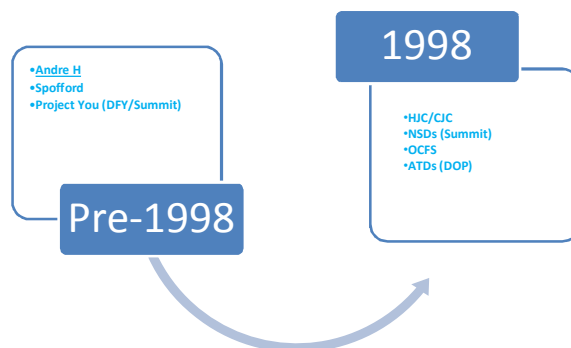 •Andre H
•Spofford
•Project You (DFY/Summit)
Pre-1998
1998
•HJC/CJC
•NSDs (Summit)
•OCFS
•ATDs (DOP)